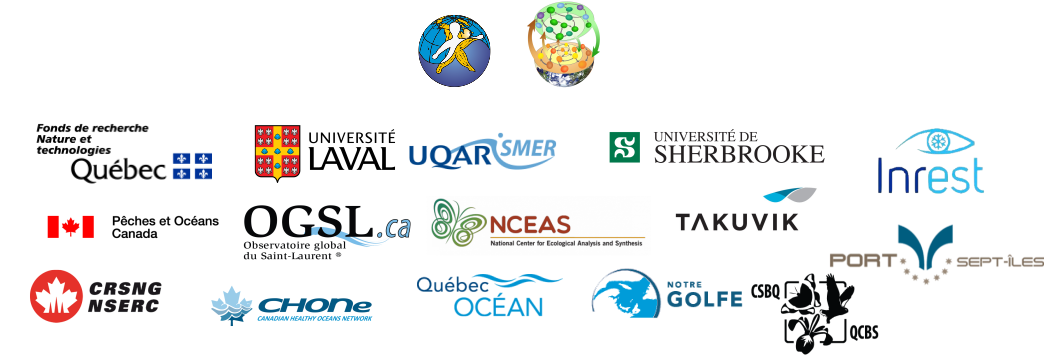 Fonds de recherche
Nature et
technologies
Québec
UNIVERSITÉ
LAVAL
UQAR ISMER
UNIVERSITÉ DE
SHERBROOKE
Inrest
Pêches et Océans
Canada
OGSL.ca
Observatoire global
du Saint-Laurent ®
NCEAS
National Center for Ecological Analysis and Synthesis
TAKUVIK
PORT SEPT-ÎLES
CRSNG
NSERC
CHONe
CANADIAN HEALTHY OCEANS NETWORK
Québec
OCÉAN
NOTRE
GOLFE
CSBQ
QCBS